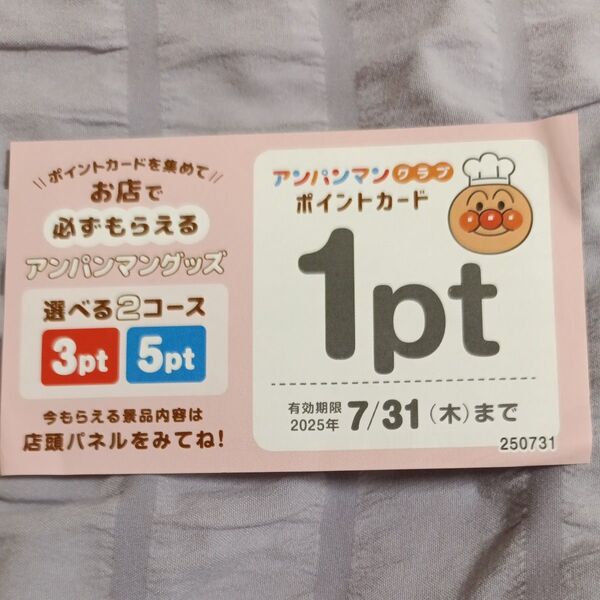 ポイントカードを集めて
お店で
必ずもらえる
アンパンマングッズ
選べる2コース
3pt 5pt
今もらえる景品内容は
店頭パネルをみてね!
アンパンマンクラブ
ポイントカード
1pt
有効期限
2025年 7/31(木)まで
250731